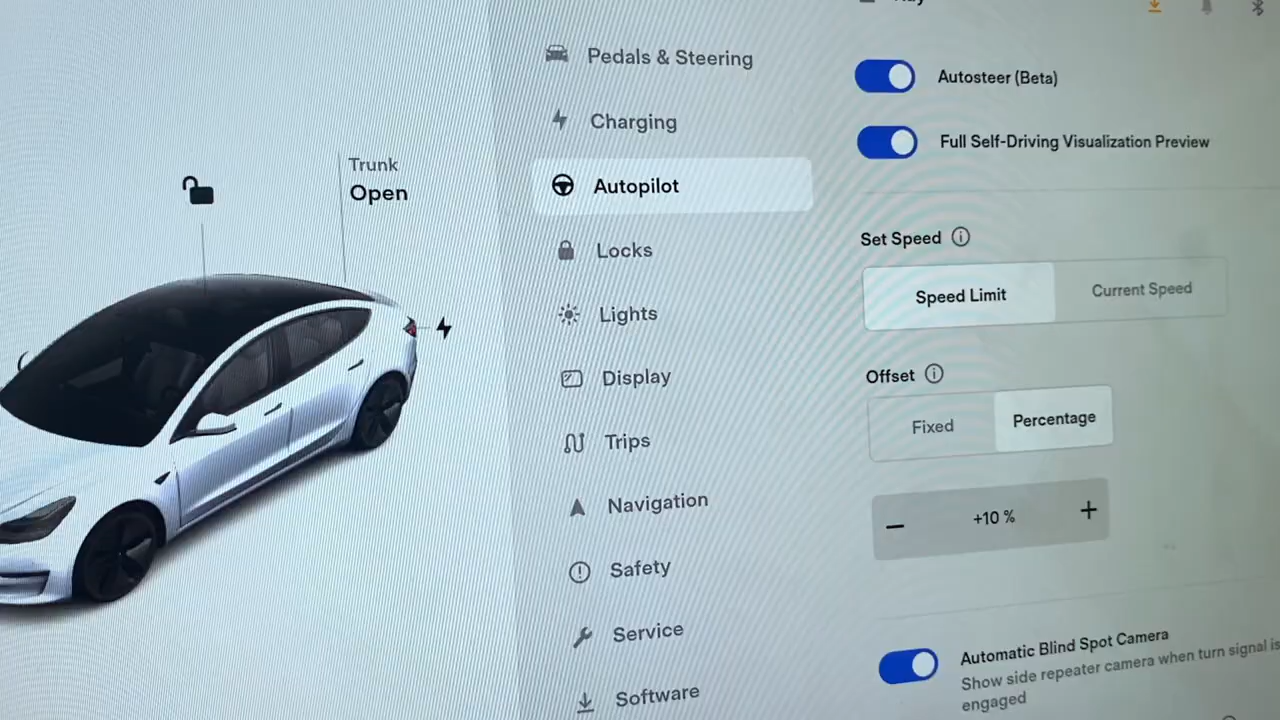 Trunk
Open
Pedals & Steering
Charging
Autopilot
Locks
Lights
Display
Trips
Navigation
Safety
Service
Software
Autosteer (Beta)
Full Self-Driving Visualization Preview
Set Speed
Speed Limit
Current Speed
Offset
Fixed
Percentage
− +10 % +
Automatic Blind Spot Camera
Show side repeater camera when turn signal is
engaged